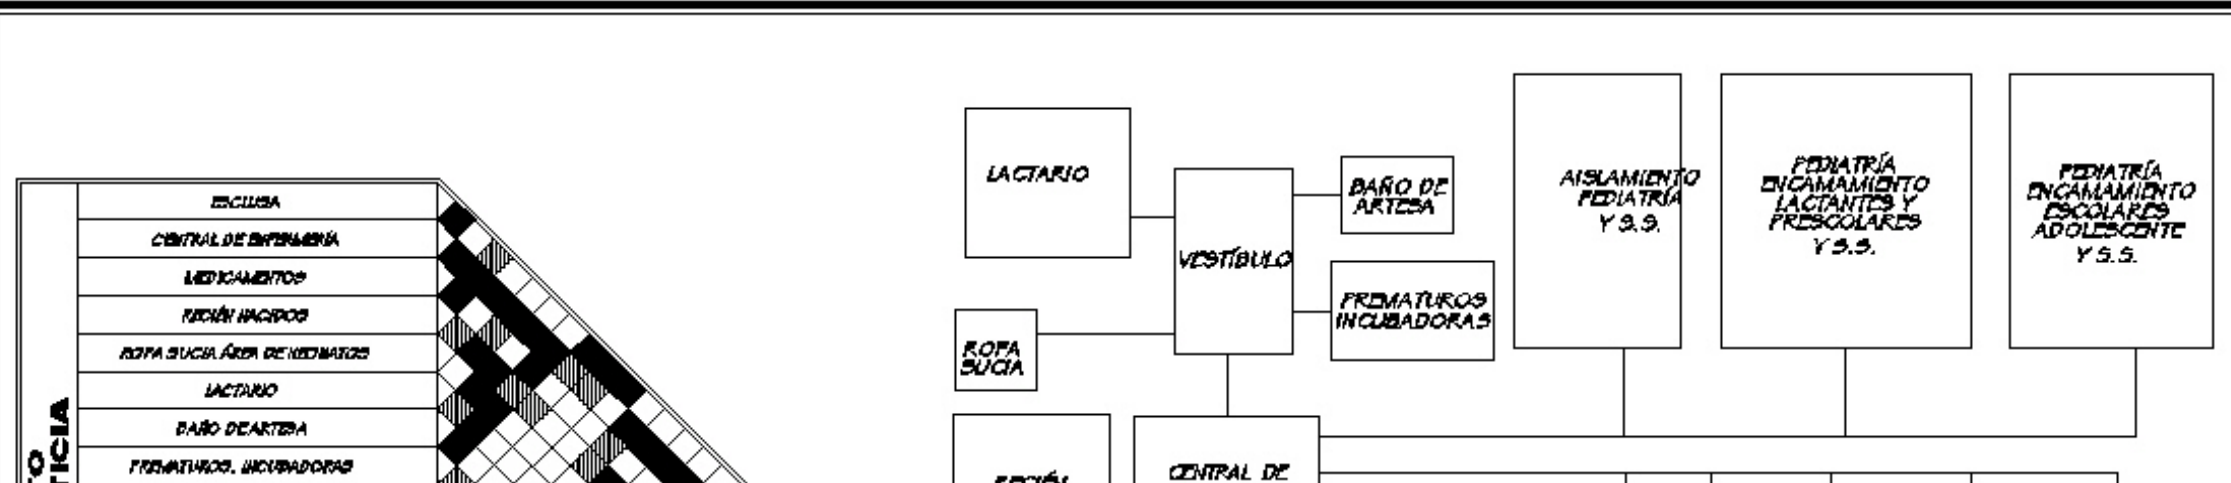 ESCLUSA
CENTRAL DE ENFERMERÍA
MEDICAMENTOS
RECIÉN NACIDOS
ROPA SUCIA ÁREA DE NEONATOS
LACTARIO
BAÑO DE ARTESA
PREMATUROS, INCUBADORAS
LACTARIO
ROPA
SUCIA
VESTÍBULO
BAÑO DE
ARTESA
PREMATUROS
INCUBADORAS
RECIÉN
CENTRAL DE
AISLAMIENTO
PEDIATRÍA
Y S.S.
PEDIATRÍA
ENCAMAMIENTO
LACTANTES Y
PRESCOLARES
Y S.S.
PEDIATRÍA
ENCAMAMIENTO
ESCOLARES
ADOLESCENTE
Y S.S.